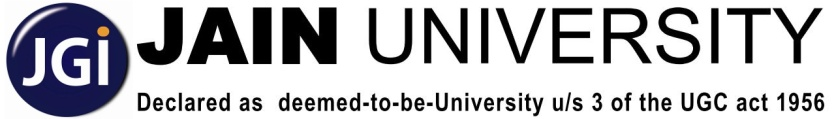 JGi JAIN UNIVERSITY
Declared as deemed-to-be-University u/s 3 of the UGC act 1956